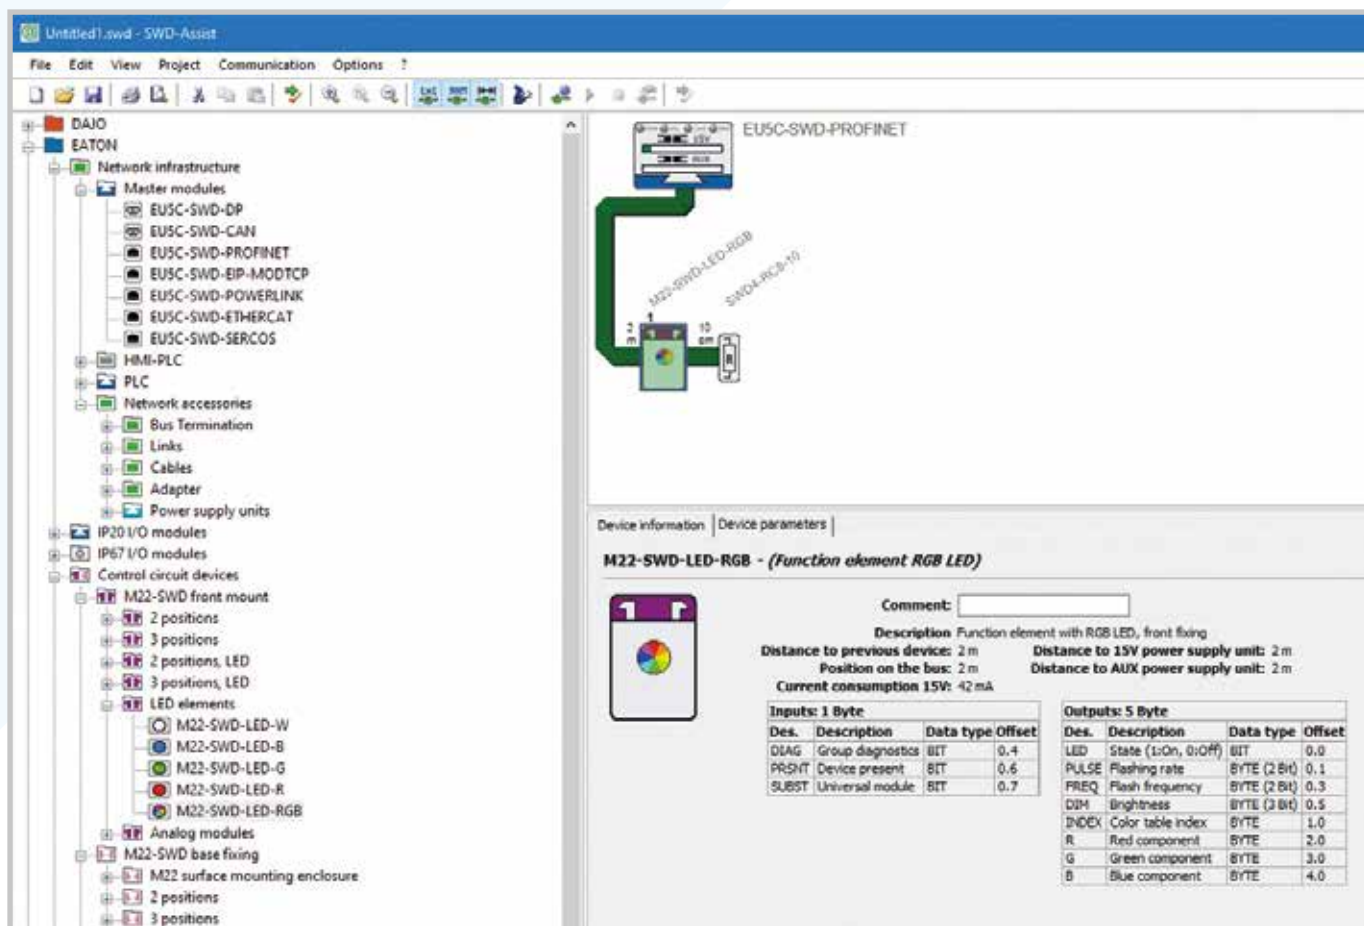 Untitled1.swd - SWD-Assist
File Edit View Project Communication Options ?
DAJO
EATON
Network infrastructure
Master modules
EU5C-SWD-DP
EU5C-SWD-CAN
EU5C-SWD-PROFINET
EU5C-SWD-EIP-MODTCP
EU5C-SWD-POWERLINK
EU5C-SWD-ETHERCAT
EU5C-SWD-SERCOS
HMI-PLC
PLC
Network accessories
Bus Termination
Links
Cables
Adapter
Power supply units
IP20 I/O modules
IP67 I/O modules
Control circuit devices
M22-SWD front mount
2 positions
3 positions
2 positions, LED
3 positions, LED
LED elements
M22-SWD-LED-W
M22-SWD-LED-B
M22-SWD-LED-G
M22-SWD-LED-R
M22-SWD-LED-RGB
Analog modules
M22-SWD base fixing
M22 surface mounting enclosure
2 positions
3 positions
EU5C-SWD-PROFINET
15V
AUX
M22-SWD-LED-RGB
SWD4-RC8-10
1
2 m
10 cm
R
Device information Device parameters
M22-SWD-LED-RGB - (Function element RGB LED)
Comment:
Description Function element with RGB LED, front fixing
Distance to previous device: 2 m Distance to 15V power supply unit: 2 m
Position on the bus: 2 m Distance to AUX power supply unit: 2 m
Current consumption 15V: 42 mA
Inputs: 1 Byte
Des. Description Data type Offset
DIAG Group diagnostics BIT 0.4
PRSNT Device present BIT 0.6
SUBST Universal module BIT 0.7
Outputs: 5 Byte
Des. Description Data type Offset
LED State (1:On, 0:Off) BIT 0.0
PULSE Flashing rate BYTE (2 Bit) 0.1
FREQ Flash frequency BYTE (2 Bit) 0.3
DIM Brightness BYTE (3 Bit) 0.5
INDEX Color table index BYTE 1.0
R Red component BYTE 2.0
G Green component BYTE 3.0
B Blue component BYTE 4.0